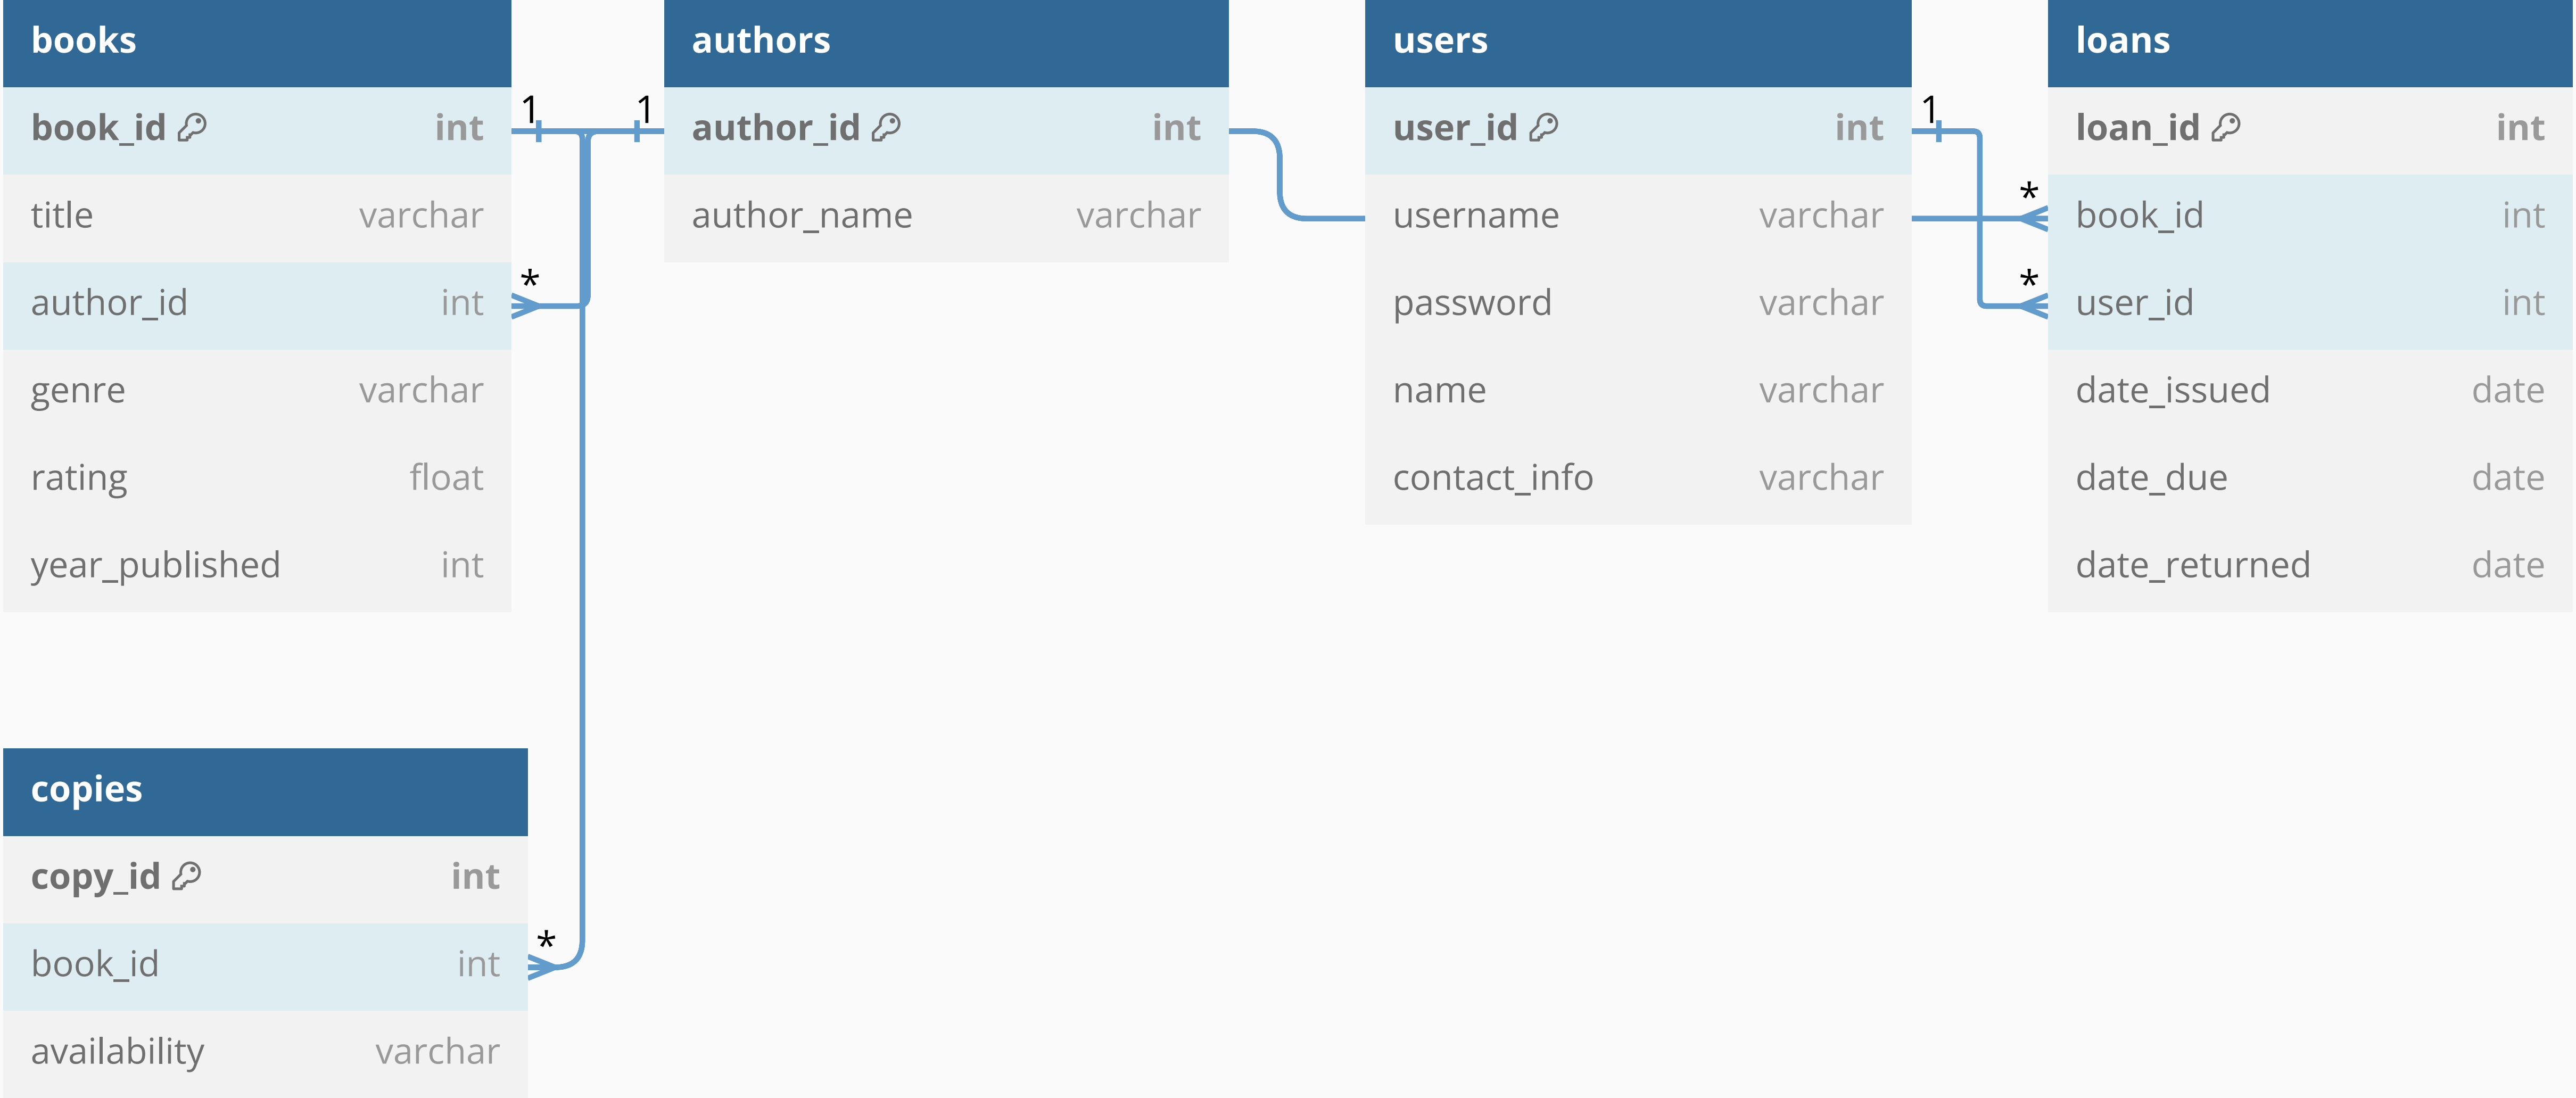 books
book_id int
title varchar
author_id int
genre varchar
rating float
year_published int
1
*
1
authors
author_id int
author_name varchar
users
user_id int
username varchar
password varchar
name varchar
contact_info varchar
1
*
*
loans
loan_id int
book_id int
user_id int
date_issued date
date_due date
date_returned date
copies
copy_id int
book_id int
availability varchar
*